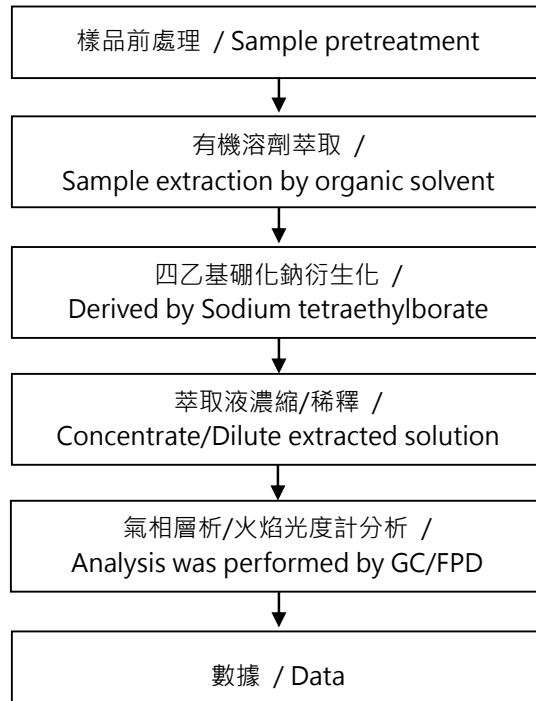 樣品前處理 / Sample pretreatment
有機溶劑萃取 /
Sample extraction by organic solvent
四乙基硼化鈉衍生化 /
Derived by Sodium tetraethylborate
萃取液濃縮/稀釋 /
Concentrate/Dilute extracted solution
氣相層析/火焰光度計分析 /
Analysis was performed by GC/FPD
數據 / Data